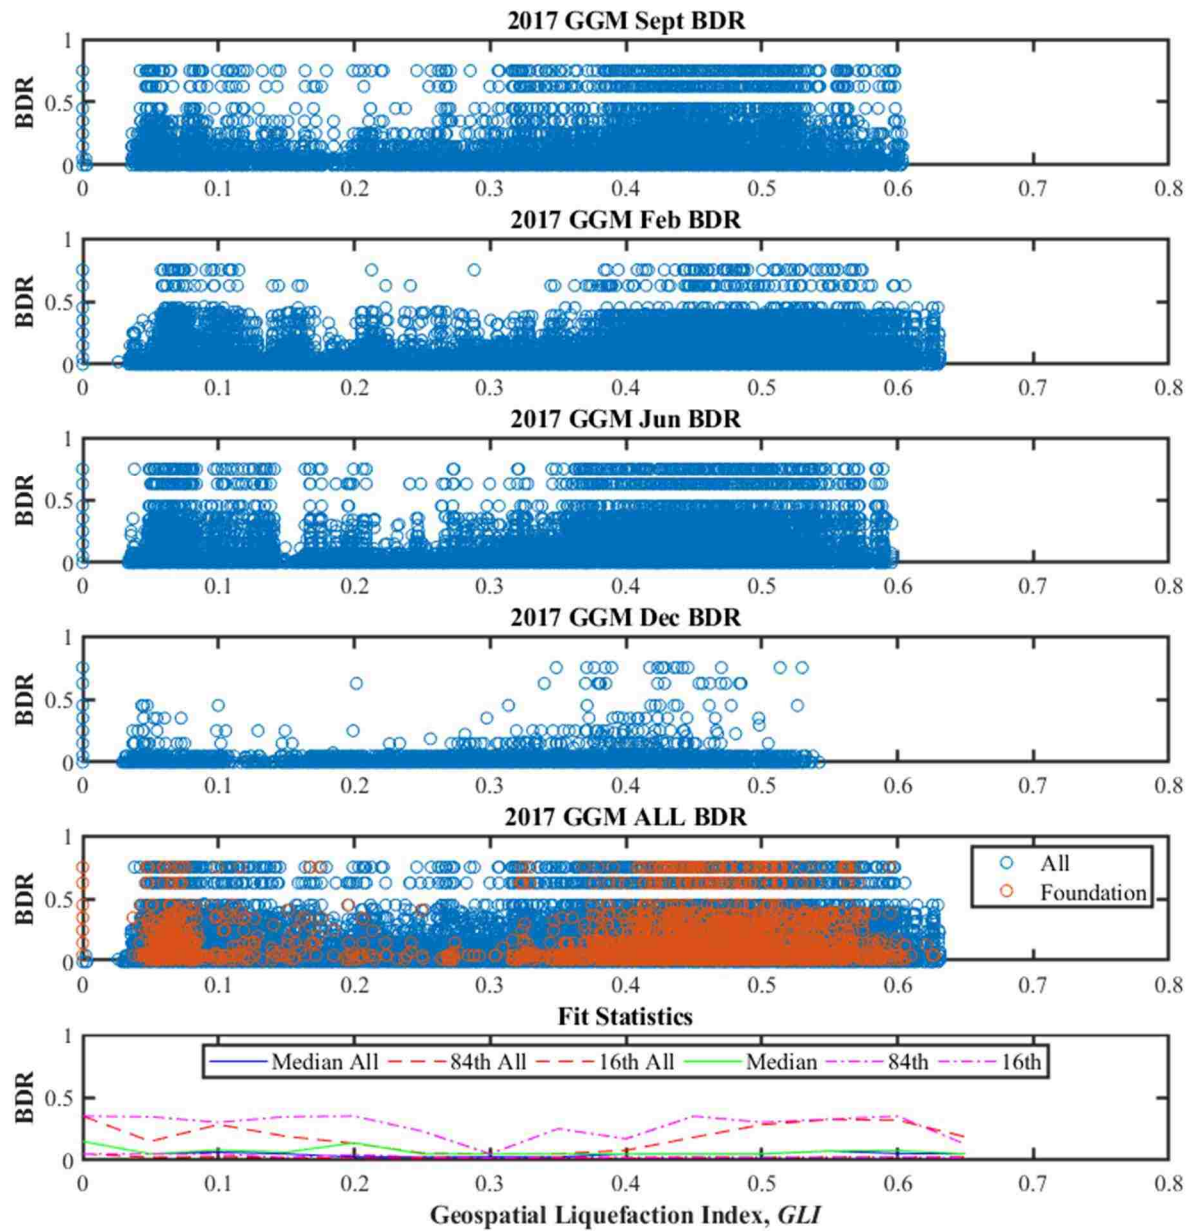 2017 GGM Sept BDR
1
BDR
0.5
0
0 0.1 0.2 0.3 0.4 0.5 0.6 0.7 0.8
2017 GGM Feb BDR
1
BDR
0.5
0
0 0.1 0.2 0.3 0.4 0.5 0.6 0.7 0.8
2017 GGM Jun BDR
1
BDR
0.5
0
0 0.1 0.2 0.3 0.4 0.5 0.6 0.7 0.8
2017 GGM Dec BDR
1
BDR
0.5
0
0 0.1 0.2 0.3 0.4 0.5 0.6 0.7 0.8
2017 GGM ALL BDR
1
All
Foundation
BDR
0.5
0
0 0.1 0.2 0.3 0.4 0.5 0.6 0.7 0.8
Fit Statistics
1
Median All 84th All 16th All Median 84th 16th
BDR
0.5
0
0 0.1 0.2 0.3 0.4 0.5 0.6 0.7 0.8
Geospatial Liquefaction Index, GLI